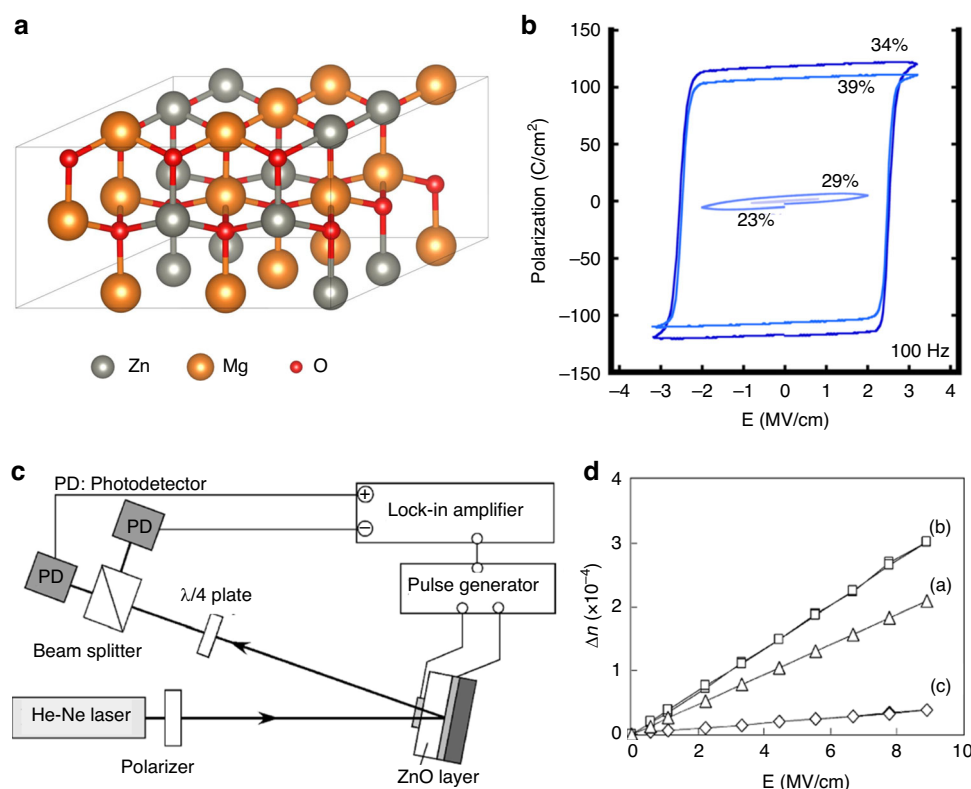 a
Zn
Mg
O
b
Polarization (C/cm²)
150
100
50
0
−50
−100
−150
34%
39%
29%
23%
100 Hz
−4 −3 −2 −1 0 1 2 3 4
E (MV/cm)
c
PD: Photodetector
PD
PD
Lock-in amplifier
+
−
Pulse generator
λ/4 plate
Beam splitter
He-Ne laser
Polarizer
ZnO layer
d
Δn (×10⁻⁴)
4
3
2
1
0
(b)
(a)
(c)
0 2 4 6 8 10
E (MV/cm)